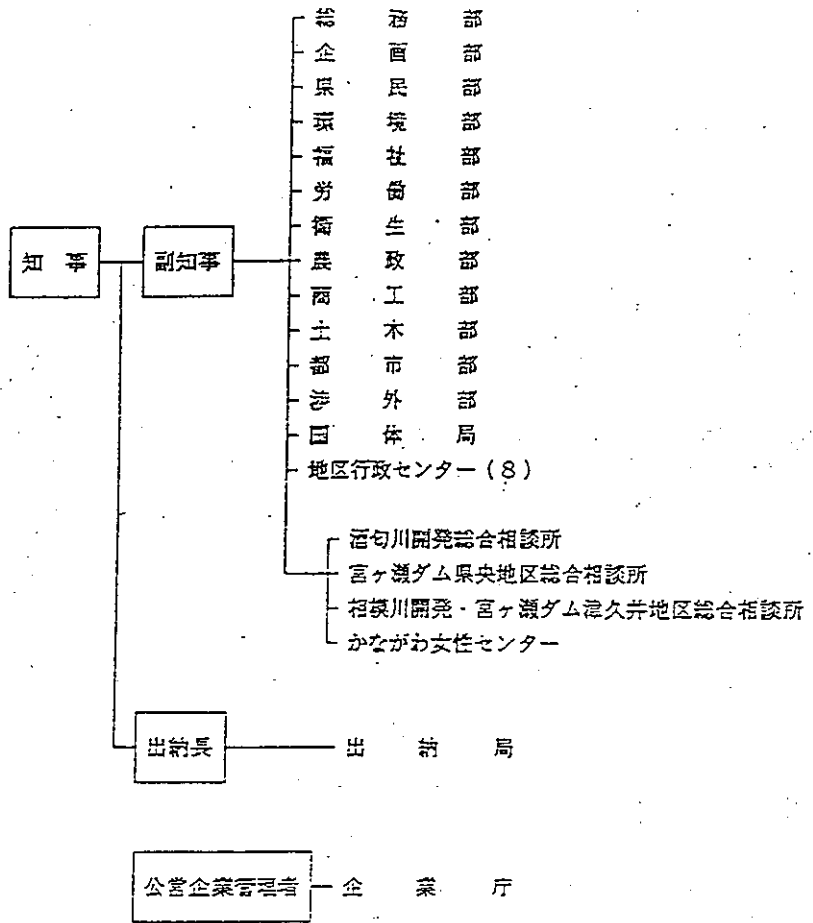 総務部
企画部
県民部
環境部
福祉部
労働部
衛生部
知事
副知事
農政部
商工部
土木部
都市部
渉外部
国体局
地区行政センター(8)
酒匂川開発総合相談所
宮ヶ瀬ダム県央地区総合相談所
相模川開発・宮ヶ瀬ダム津久井地区総合相談所
かながわ女性センター
出納長
出納局
公営企業管理者
企業庁